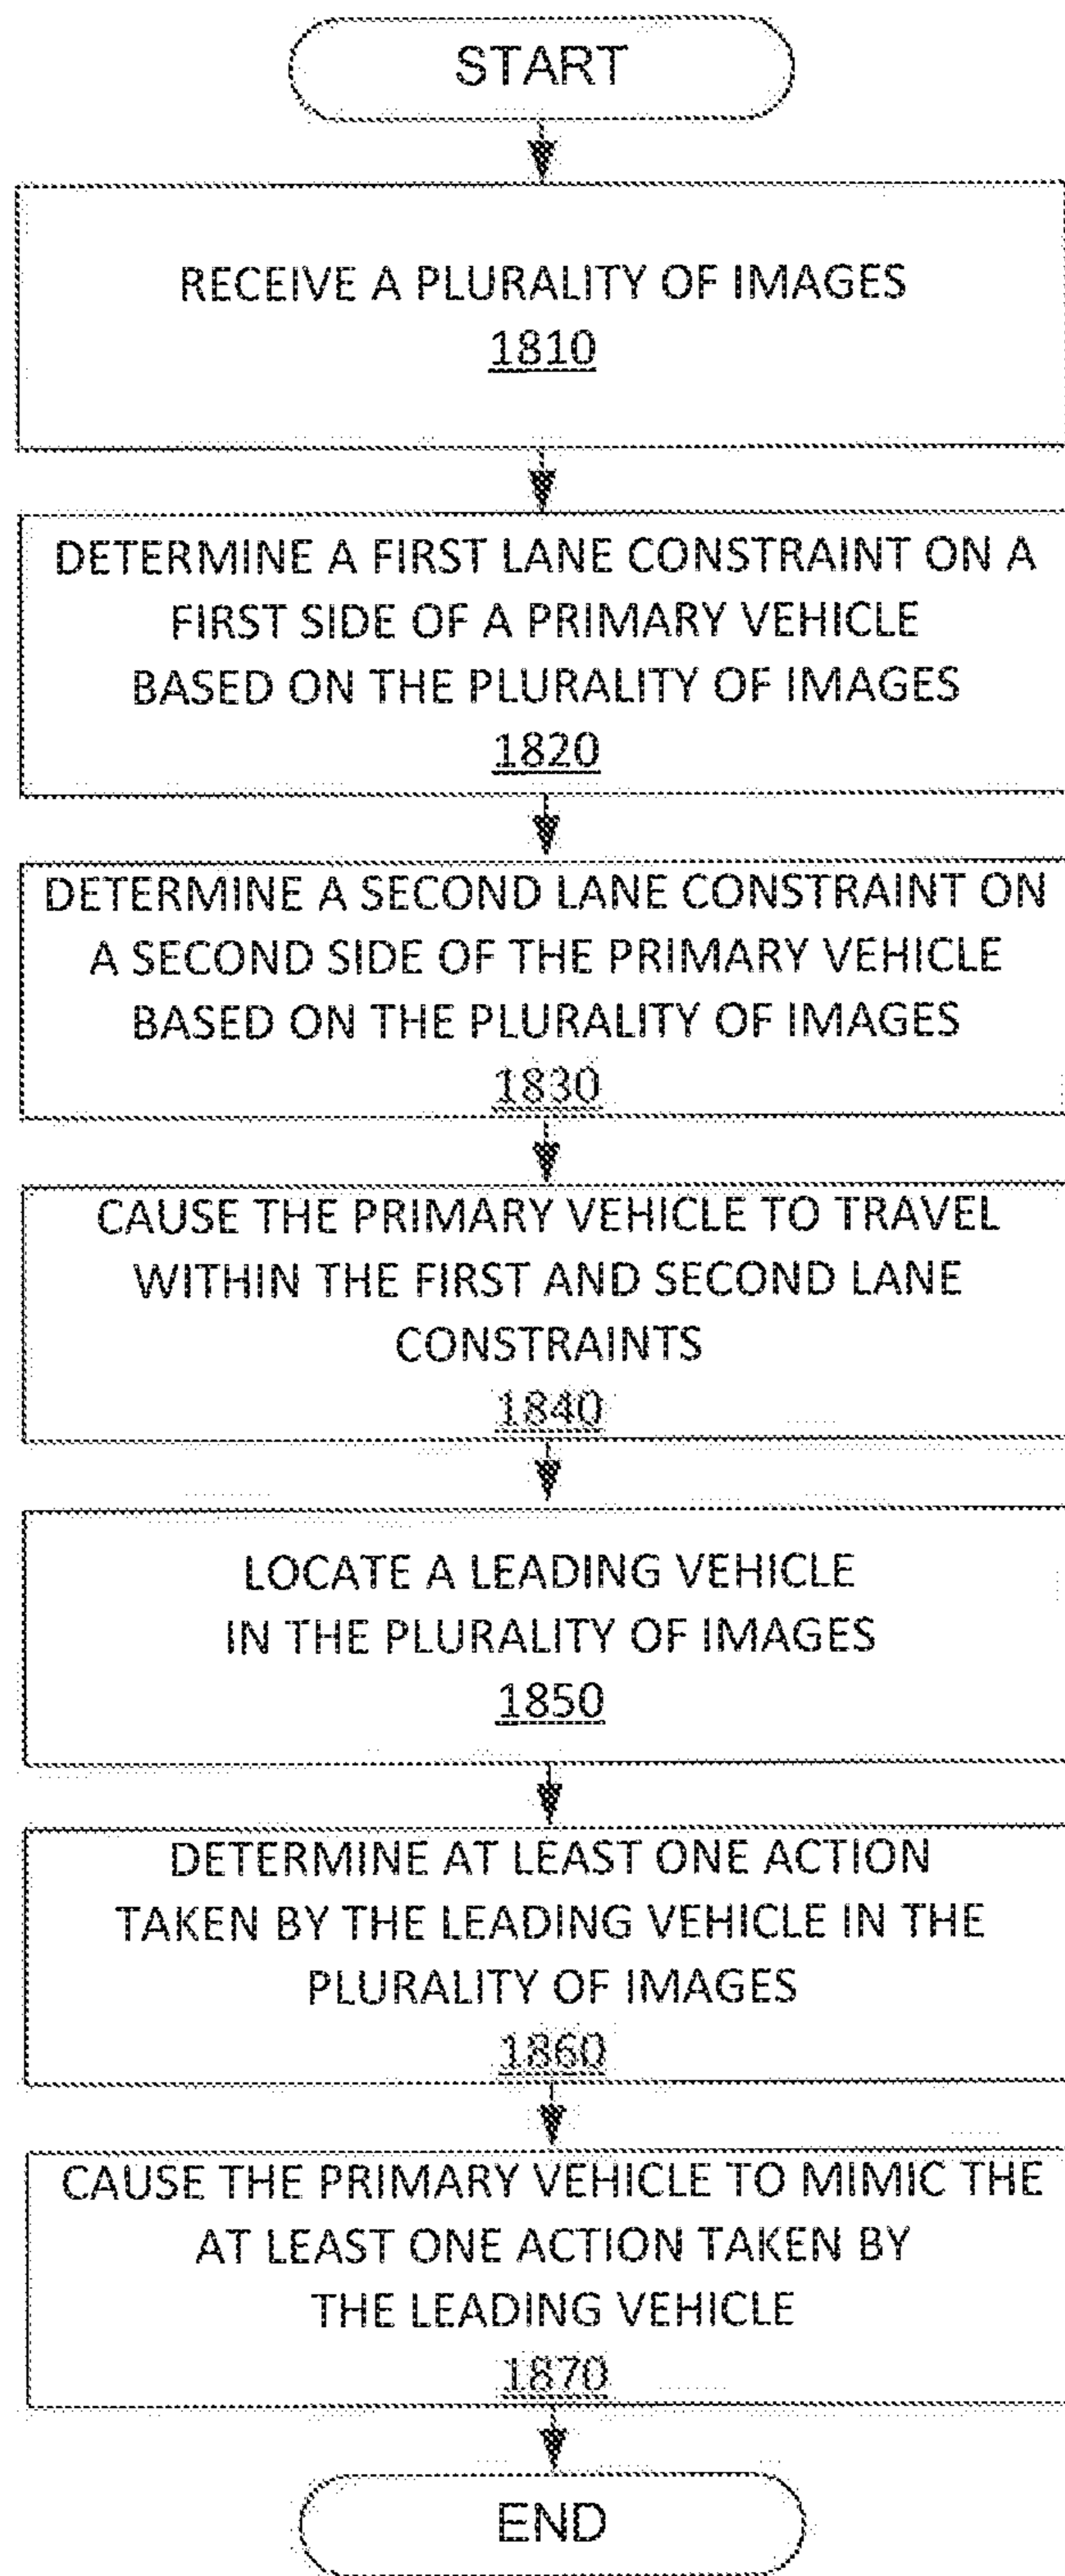 START
RECEIVE A PLURALITY OF IMAGES
1810
DETERMINE A FIRST LANE CONSTRAINT ON A
FIRST SIDE OF A PRIMARY VEHICLE
BASED ON THE PLURALITY OF IMAGES
1820
DETERMINE A SECOND LANE CONSTRAINT ON
A SECOND SIDE OF THE PRIMARY VEHICLE
BASED ON THE PLURALITY OF IMAGES
1830
CAUSE THE PRIMARY VEHICLE TO TRAVEL
WITHIN THE FIRST AND SECOND LANE
CONSTRAINTS
1840
LOCATE A LEADING VEHICLE
IN THE PLURALITY OF IMAGES
1850
DETERMINE AT LEAST ONE ACTION
TAKEN BY THE LEADING VEHICLE IN THE
PLURALITY OF IMAGES
1860
CAUSE THE PRIMARY VEHICLE TO MIMIC THE
AT LEAST ONE ACTION TAKEN BY
THE LEADING VEHICLE
1870
END